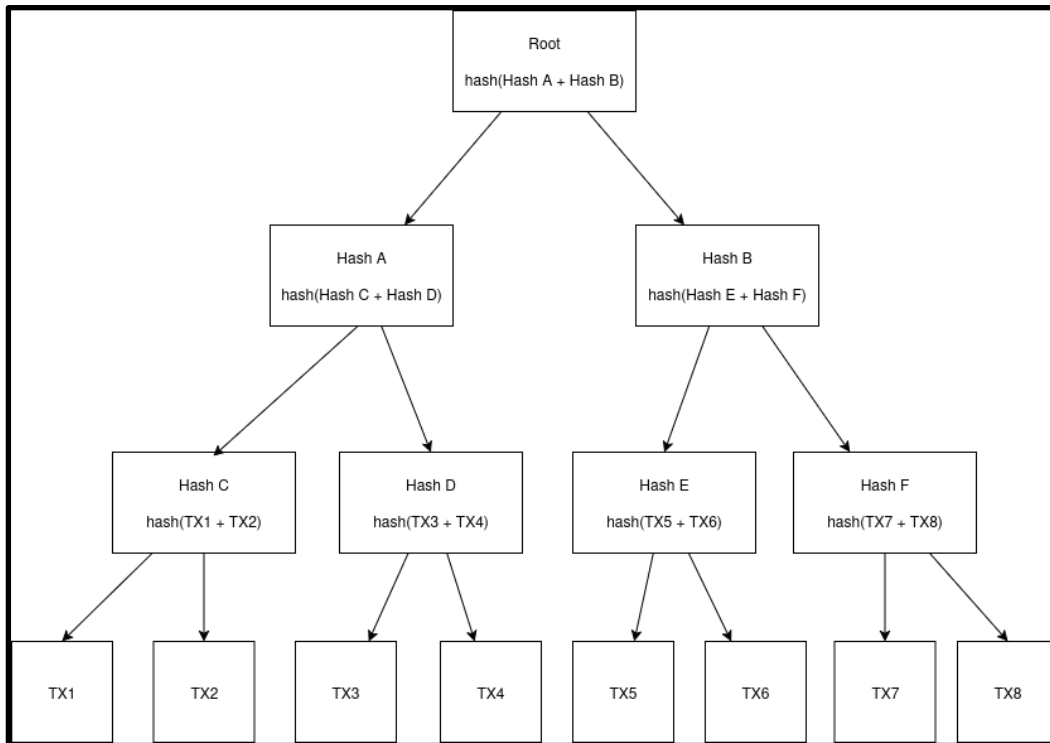 Root
hash(Hash A + Hash B)
Hash A
hash(Hash C + Hash D)
Hash B
hash(Hash E + Hash F)
Hash C
hash(TX1 + TX2)
Hash D
hash(TX3 + TX4)
Hash E
hash(TX5 + TX6)
Hash F
hash(TX7 + TX8)
TX1
TX2
TX3
TX4
TX5
TX6
TX7
TX8